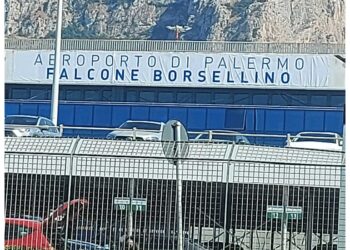 AEROPORTO DI PALERMO
FALCONE BORSELLINO